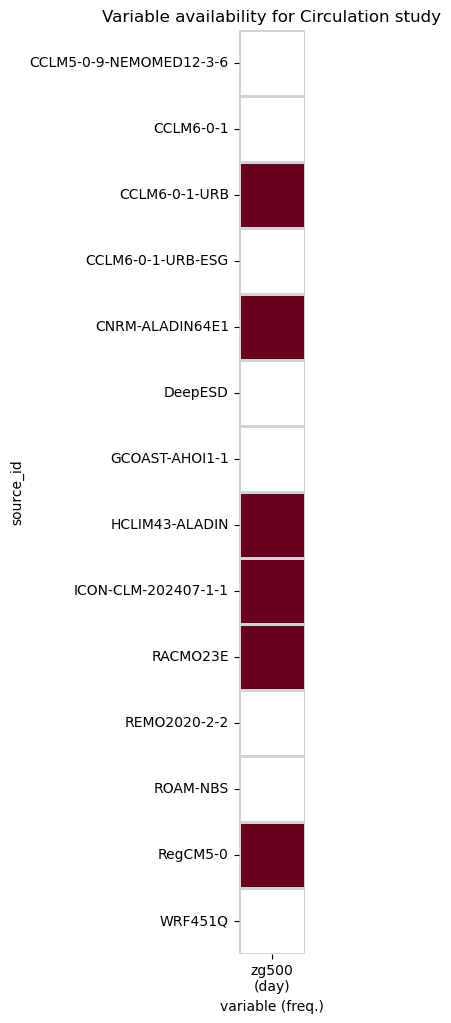 Variable availability for Circulation study
CCLM5-0-9-NEMOMED12-3-6
CCLM6-0-1
CCLM6-0-1-URB
CCLM6-0-1-URB-ESG
CNRM-ALADIN64E1
DeepESD
GCOAST-AHOI1-1
source_id
HCLIM43-ALADIN
ICON-CLM-202407-1-1
RACMO23E
REMO2020-2-2
ROAM-NBS
RegCM5-0
WRF451Q
zg500
(day)
variable (freq.)